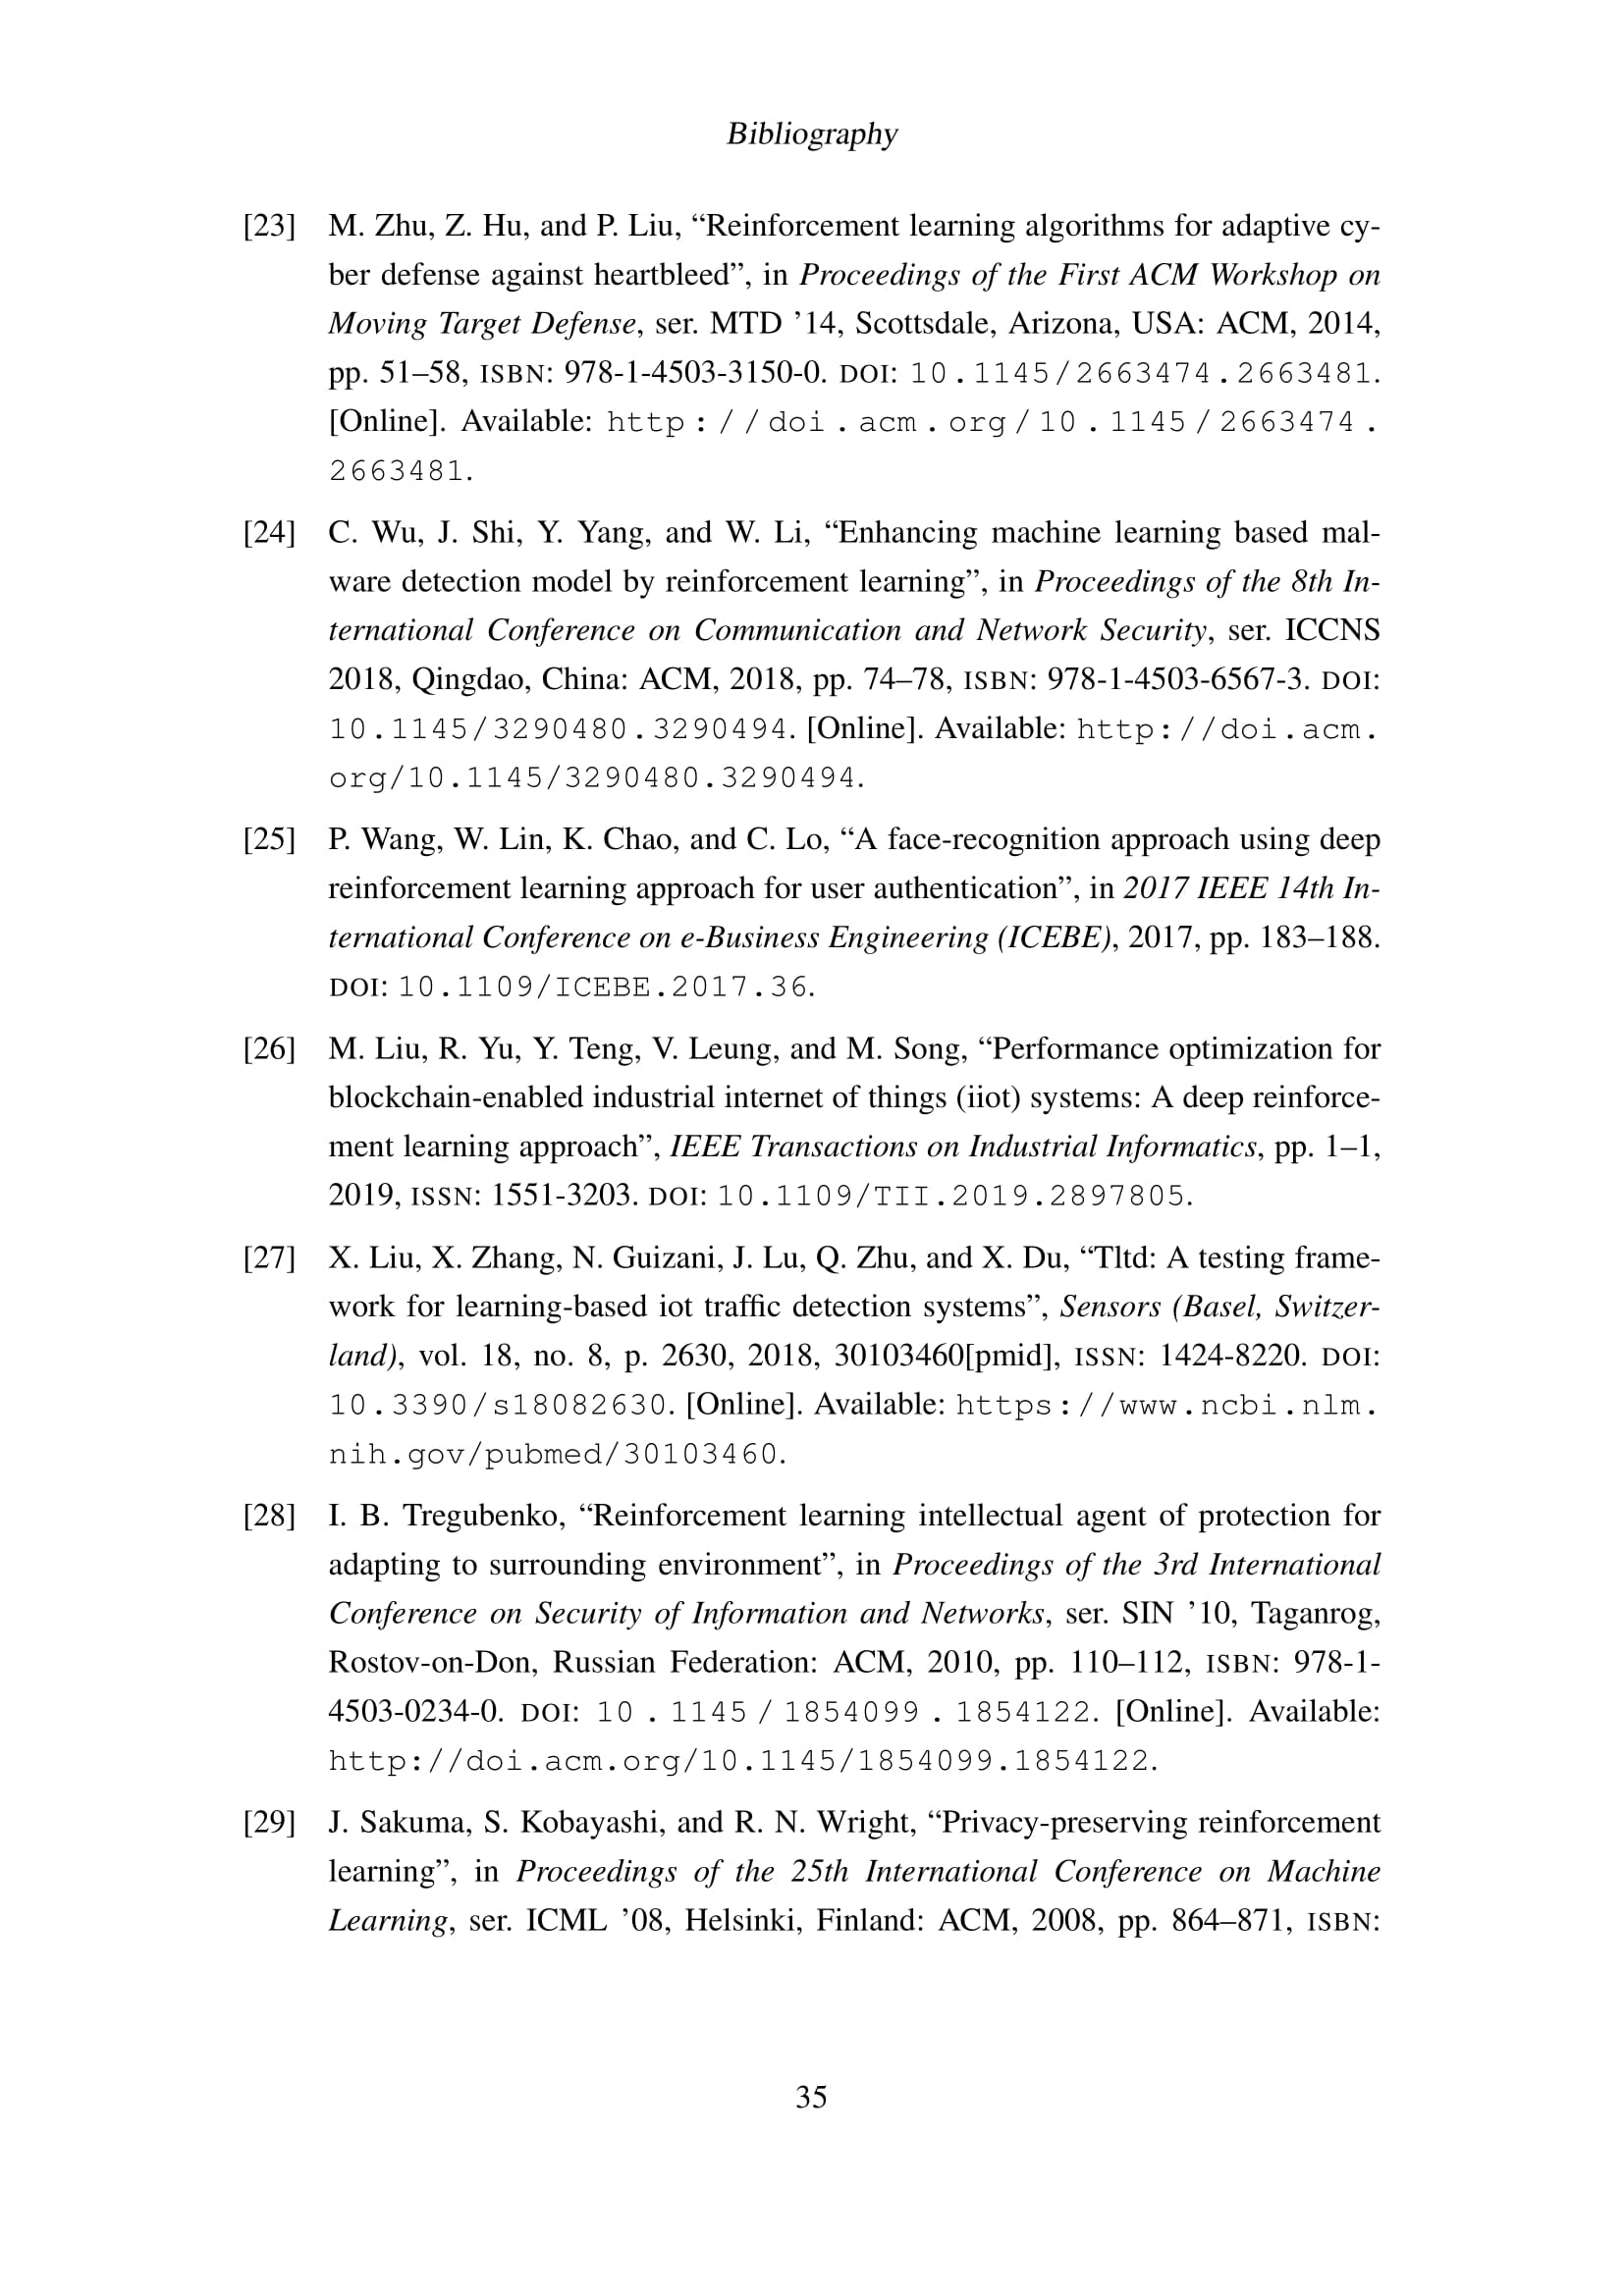 Bibliography
[23] M. Zhu, Z. Hu, and P. Liu, “Reinforcement learning algorithms for adaptive cy-
ber defense against heartbleed”, in Proceedings of the First ACM Workshop on
Moving Target Defense, ser. MTD ’14, Scottsdale, Arizona, USA: ACM, 2014,
pp. 51–58, ISBN: 978-1-4503-3150-0. DOI: 10.1145/2663474.2663481.
[Online]. Available: http://doi.acm.org/10.1145/2663474.
2663481.
[24] C. Wu, J. Shi, Y. Yang, and W. Li, “Enhancing machine learning based mal-
ware detection model by reinforcement learning”, in Proceedings of the 8th In-
ternational Conference on Communication and Network Security, ser. ICCNS
2018, Qingdao, China: ACM, 2018, pp. 74–78, ISBN: 978-1-4503-6567-3. DOI:
10.1145/3290480.3290494. [Online]. Available: http://doi.acm.
org/10.1145/3290480.3290494.
[25] P. Wang, W. Lin, K. Chao, and C. Lo, “A face-recognition approach using deep
reinforcement learning approach for user authentication”, in 2017 IEEE 14th In-
ternational Conference on e-Business Engineering (ICEBE), 2017, pp. 183–188.
DOI: 10.1109/ICEBE.2017.36.
[26] M. Liu, R. Yu, Y. Teng, V. Leung, and M. Song, “Performance optimization for
blockchain-enabled industrial internet of things (iiot) systems: A deep reinforce-
ment learning approach”, IEEE Transactions on Industrial Informatics, pp. 1–1,
2019, ISSN: 1551-3203. DOI: 10.1109/TII.2019.2897805.
[27] X. Liu, X. Zhang, N. Guizani, J. Lu, Q. Zhu, and X. Du, “Tltd: A testing frame-
work for learning-based iot traffic detection systems”, Sensors (Basel, Switzer-
land), vol. 18, no. 8, p. 2630, 2018, 30103460[pmid], ISSN: 1424-8220. DOI:
10.3390/s18082630. [Online]. Available: https://www.ncbi.nlm.
nih.gov/pubmed/30103460.
[28] I. B. Tregubenko, “Reinforcement learning intellectual agent of protection for
adapting to surrounding environment”, in Proceedings of the 3rd International
Conference on Security of Information and Networks, ser. SIN ’10, Taganrog,
Rostov-on-Don, Russian Federation: ACM, 2010, pp. 110–112, ISBN: 978-1-
4503-0234-0. DOI: 10.1145/1854099.1854122. [Online]. Available:
http://doi.acm.org/10.1145/1854099.1854122.
[29] J. Sakuma, S. Kobayashi, and R. N. Wright, “Privacy-preserving reinforcement
learning”, in Proceedings of the 25th International Conference on Machine
Learning, ser. ICML ’08, Helsinki, Finland: ACM, 2008, pp. 864–871, ISBN:
35